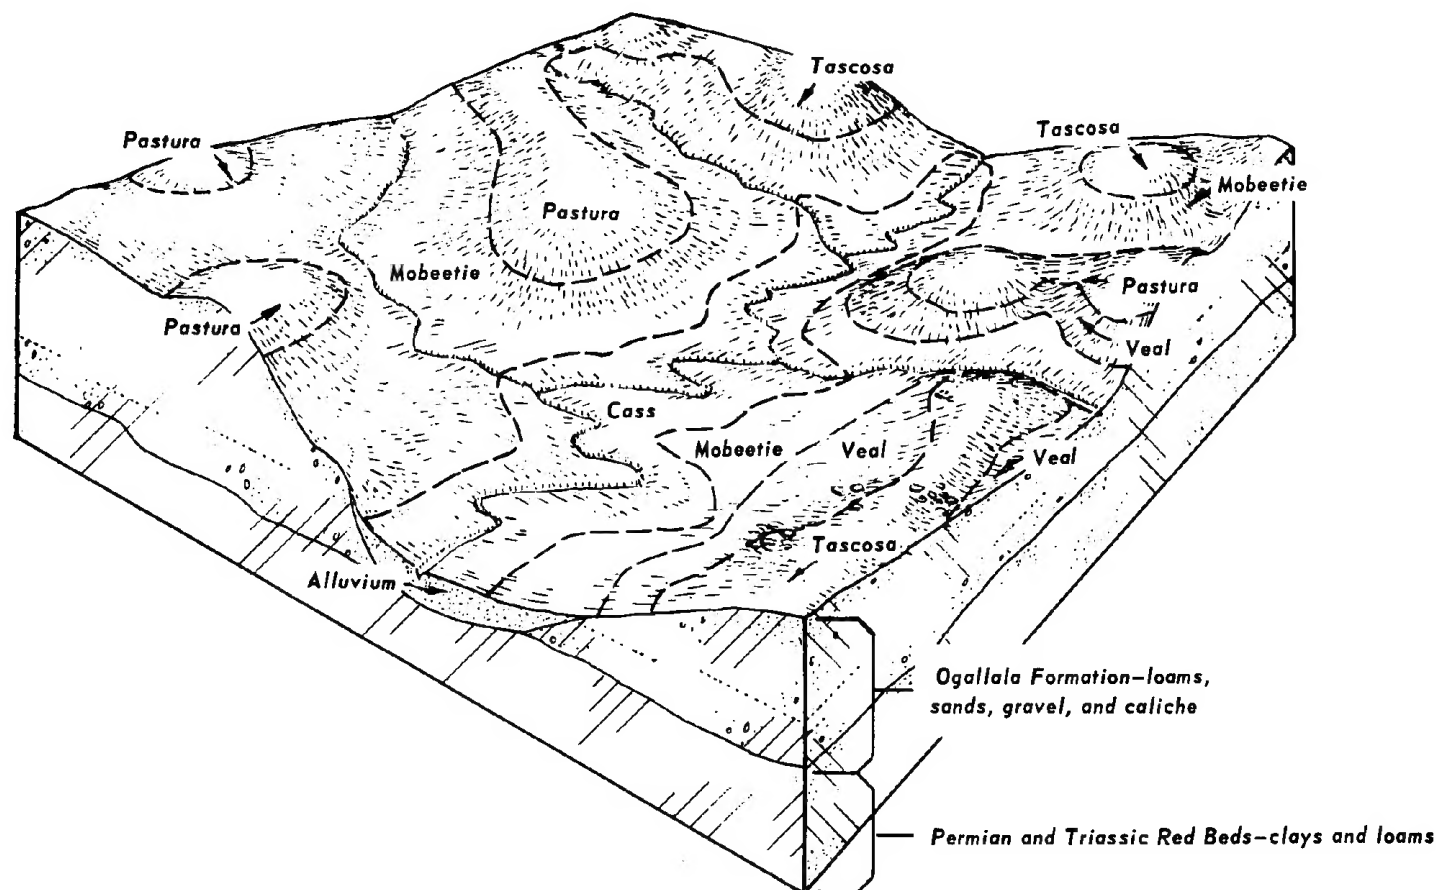 Tascosa
Tascosa
Pastura
Mobeetie
Pastura
Mobeetie
Pastura
Pastura
Veal
Cass
Mobeetie
Veal
Veal
Tascosa
Alluvium
Ogallala Formation—loams,
sands, gravel, and caliche
Permian and Triassic Red Beds—clays and loams